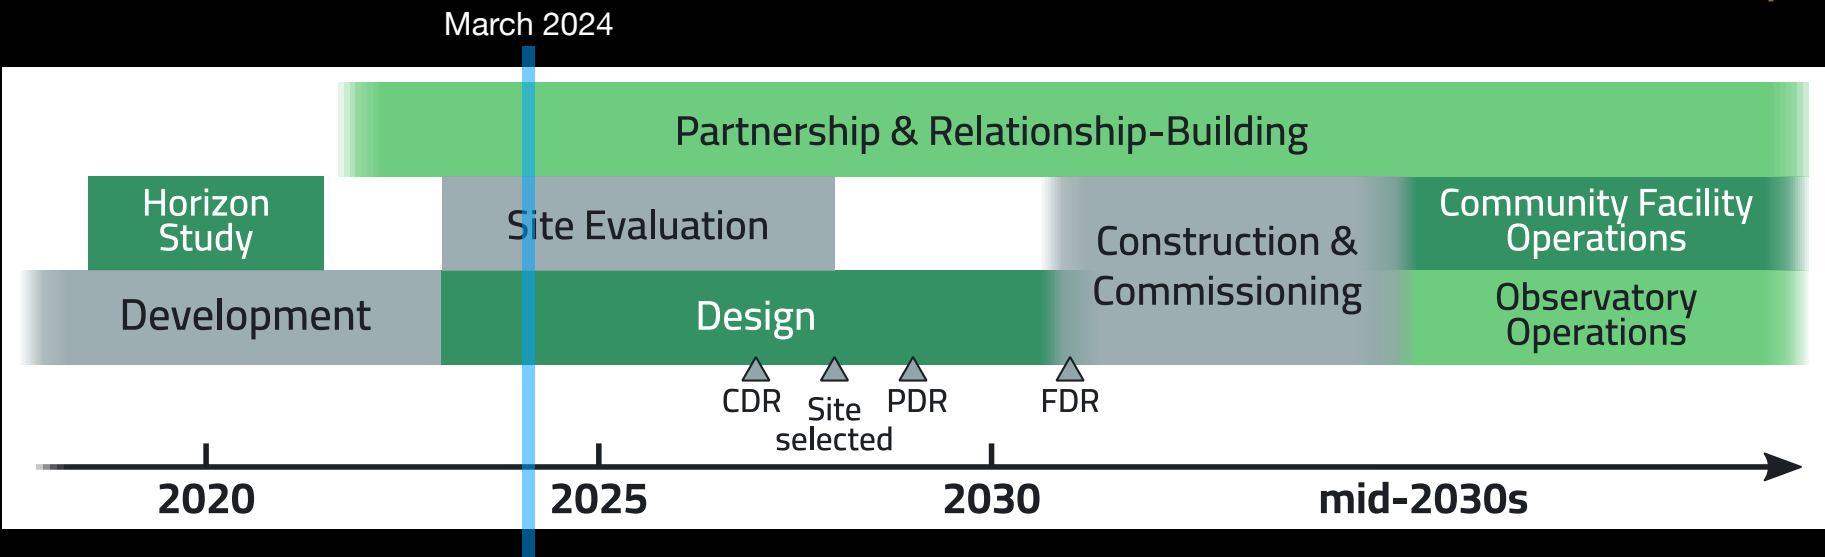 March 2024
Partnership & Relationship-Building
Horizon
Study
Site Evaluation
Construction &
Commissioning
Community Facility
Operations
Development
Design
Observatory
Operations
CDR
Site
selected
PDR
FDR
2020
2025
2030
mid-2030s